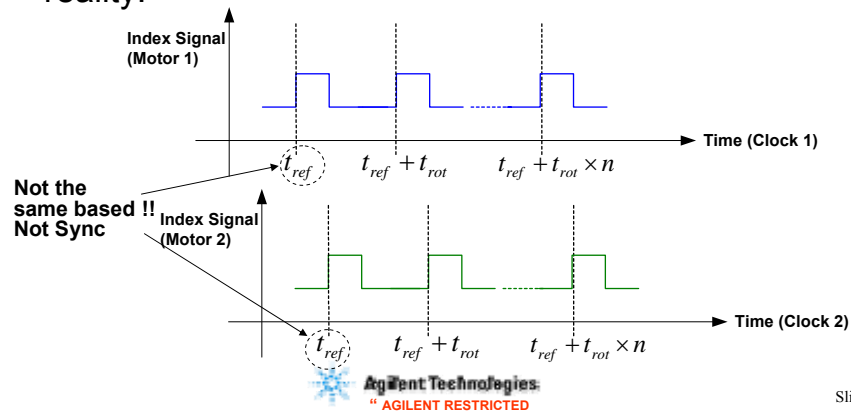 reality:
Index Signal
(Motor 1)
Time (Clock 1)
t_ref
t_ref + t_rot
t_ref + t_rot × n
Not the
same based !!
Not Sync
Index Signal
(Motor 2)
Time (Clock 2)
t_ref
t_ref + t_rot
t_ref + t_rot × n
Agilent Technologies
“ AGILENT RESTRICTED